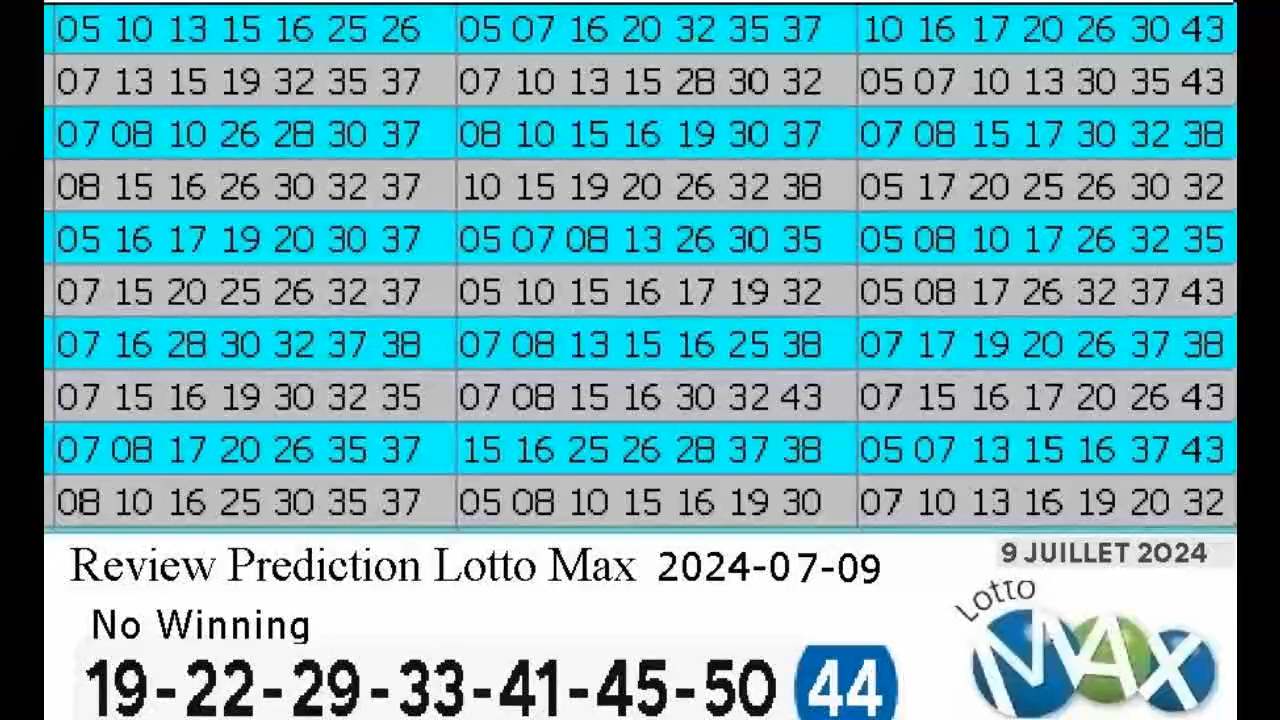 05 10 13 15 16 25 26 05 07 16 20 32 35 37 10 16 17 20 26 30 43
07 13 15 19 32 35 37 07 10 13 15 28 30 32 05 07 10 13 30 35 43
07 08 10 26 28 30 37 08 10 15 16 19 30 37 07 08 15 17 30 32 38
08 15 16 26 30 32 37 10 15 19 20 26 32 38 05 17 20 25 26 30 32
05 16 17 19 20 30 37 05 07 08 13 26 30 35 05 08 10 17 26 32 35
07 15 20 25 26 32 37 05 10 15 16 17 19 32 05 08 17 26 32 37 43
07 16 28 30 32 37 38 07 08 13 15 16 25 38 07 17 19 20 26 37 38
07 15 16 19 30 32 35 07 08 15 16 30 32 43 07 15 16 17 20 26 43
07 08 17 20 26 35 37 15 16 25 26 28 37 38 05 07 13 15 16 37 43
08 10 16 25 30 35 37 05 08 10 15 16 19 30 07 10 13 16 19 20 32
Review Prediction Lotto Max 2024-07-09
9 JUILLET 2024
No Winning
Lotto
MAX
19-22-29-33-41-45-50 44